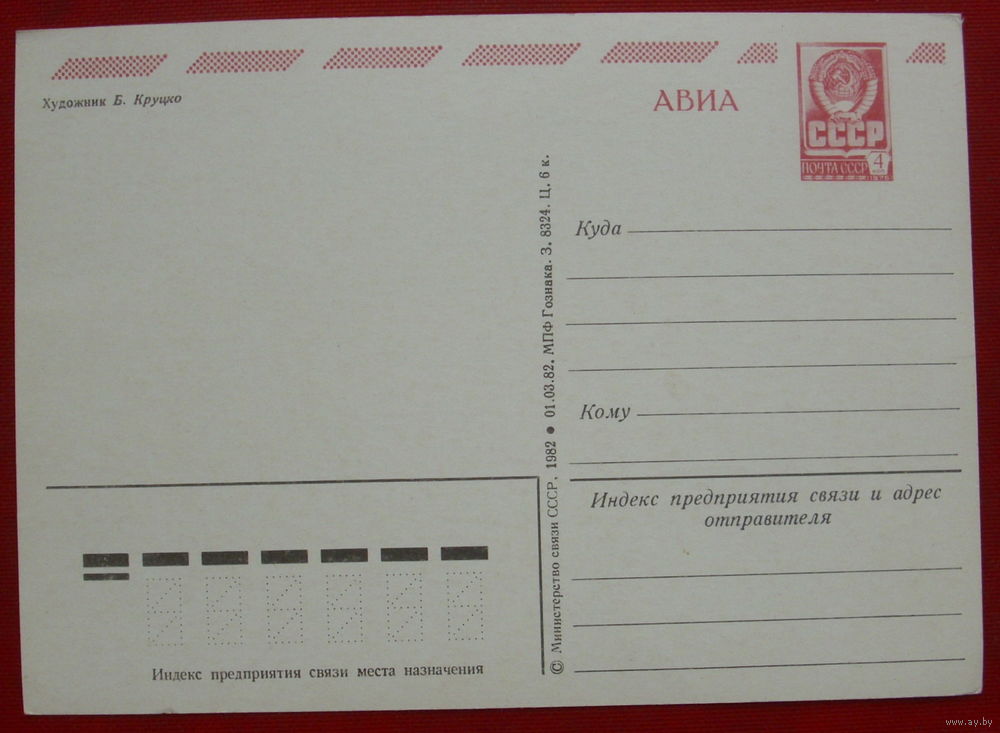 Художник Б. Круцко
АВИА
СССР
ПОЧТА СССР
4
Куда
Кому
© Министерство связи СССР, 1982 ● 01.03.82. МПФ Гознака. З. 8324. Ц. 6 к.
Индекс предприятия связи и адрес
отправителя
Индекс предприятия связи места назначения
www.ay.by